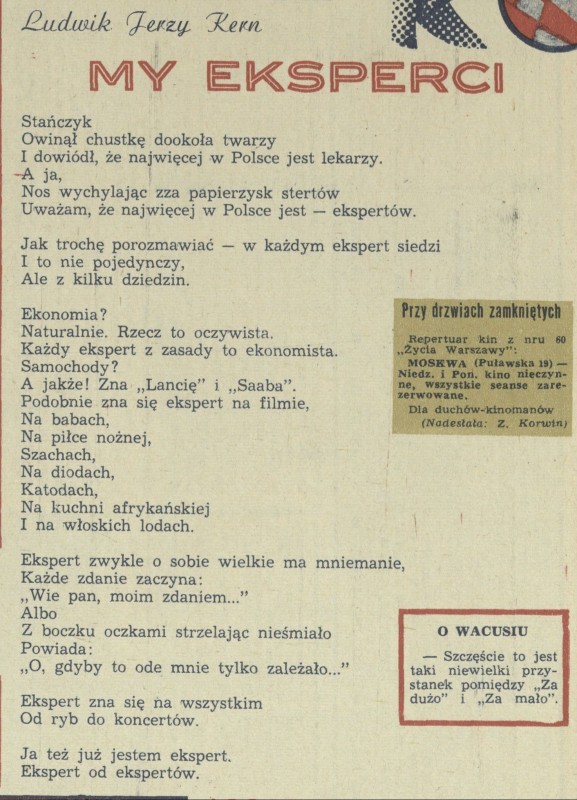 Ludwik Jerzy Kern
MY EKSPERCI
Stańczyk
Owinął chustkę dookoła twarzy
I dowiódł, że najwięcej w Polsce jest lekarzy.
A ja,
Nos wychylając zza papierzysk stertów
Uważam, że najwięcej w Polsce jest — ekspertów.
Jak trochę porozmawiać — w każdym ekspert siedzi
I to nie pojedynczy,
Ale z kilku dziedzin.
Ekonomia?
Naturalnie. Rzecz to oczywista.
Każdy ekspert z zasady to ekonomista.
Samochody?
A jakże! Zna „Lancię" i „Saaba".
Podobnie zna się ekspert na filmie,
Na babach,
Na piłce nożnej,
Szachach,
Na diodach,
Katodach,
Na kuchni afrykańskiej
I na włoskich lodach.
Ekspert zwykle o sobie wielkie ma mniemanie,
Każde zdanie zaczyna:
„Wie pan, moim zdaniem..."
Albo
Z boczku oczkami strzelając nieśmiało
Powiada:
„O, gdyby to ode mnie tylko zależało..."
Ekspert zna się na wszystkim
Od ryb do koncertów.
Ja też już jestem ekspert.
Ekspert od ekspertów.
Przy drzwiach zamkniętych
Repertuar kin z nru 60
„Życia Warszawy":
MOSKWA (Puławska 19) —
Niedz. i Pon. kino nieczyn-
ne, wszystkie seanse zare-
zerwowane.
Dla duchów-kinomanów
(Nadesłała: Z. Korwin)
O WACUSIU
— Szczęście to jest
taki niewielki przy-
stanek pomiędzy „Za
dużo" i „Za mało".